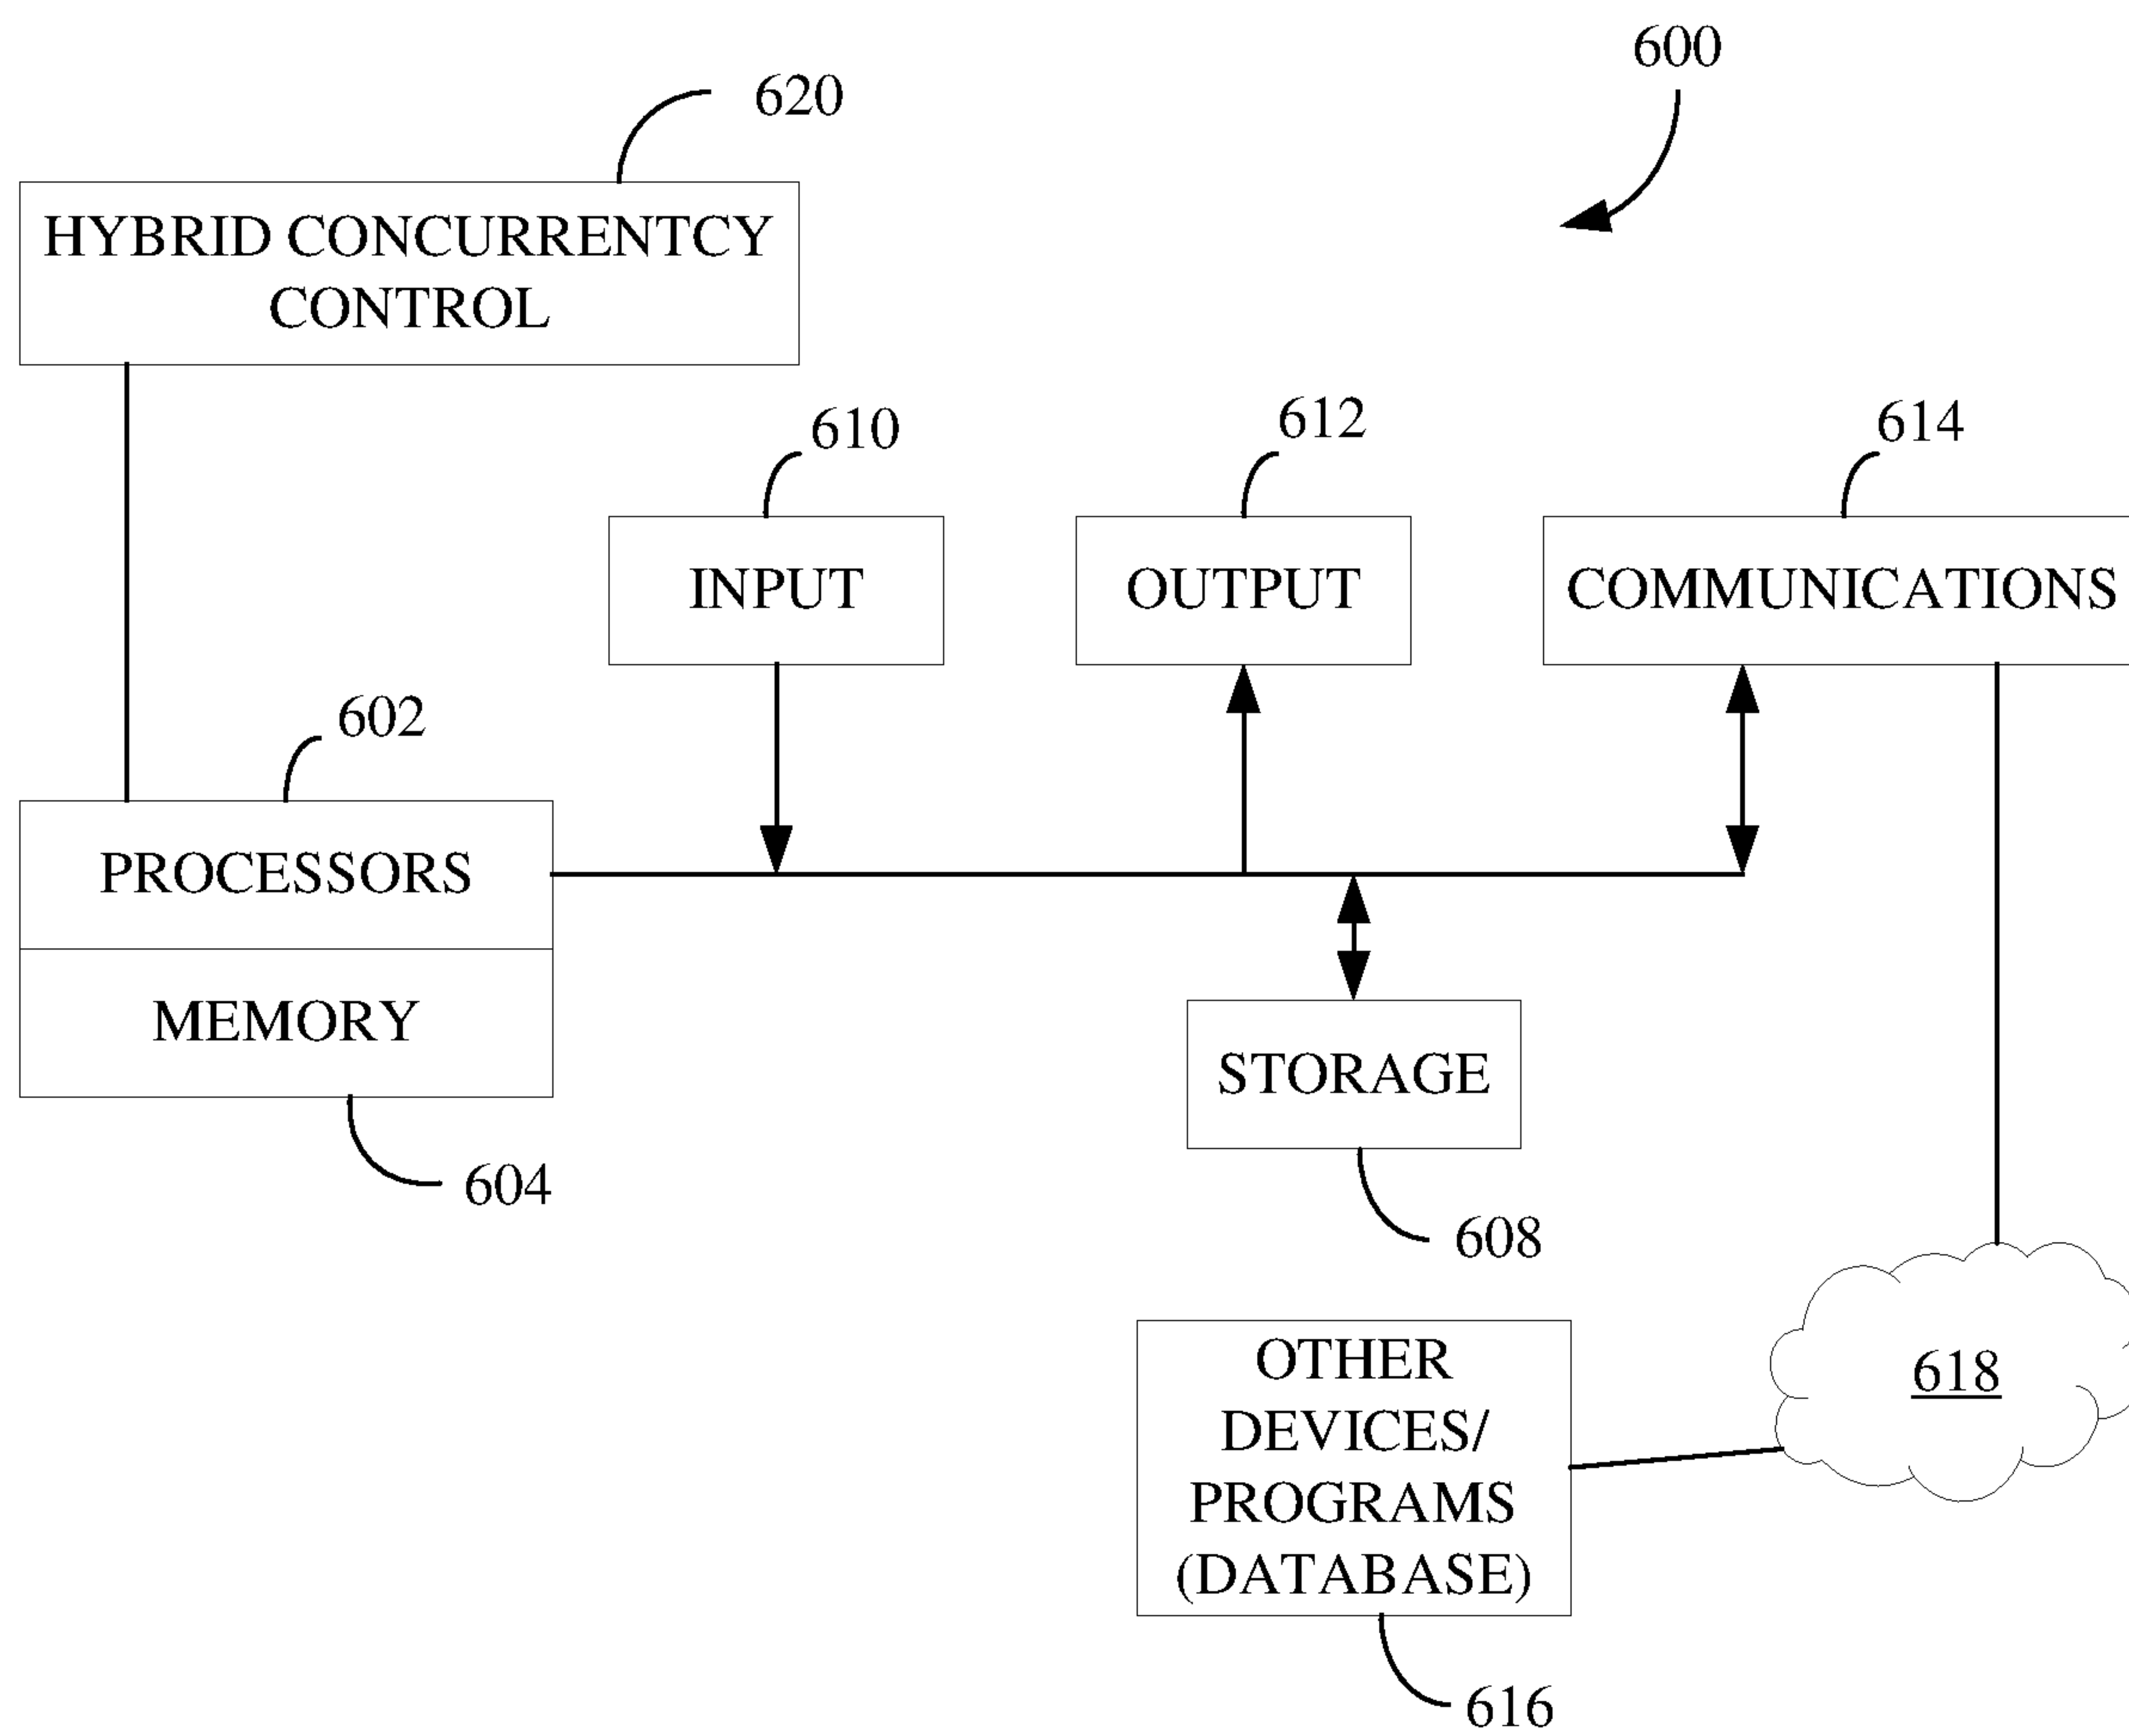 600
620
HYBRID CONCURRENTCY
CONTROL
610
612
614
INPUT
OUTPUT
COMMUNICATIONS
602
PROCESSORS
MEMORY
STORAGE
604
608
OTHER
DEVICES/
PROGRAMS
(DATABASE)
618
616